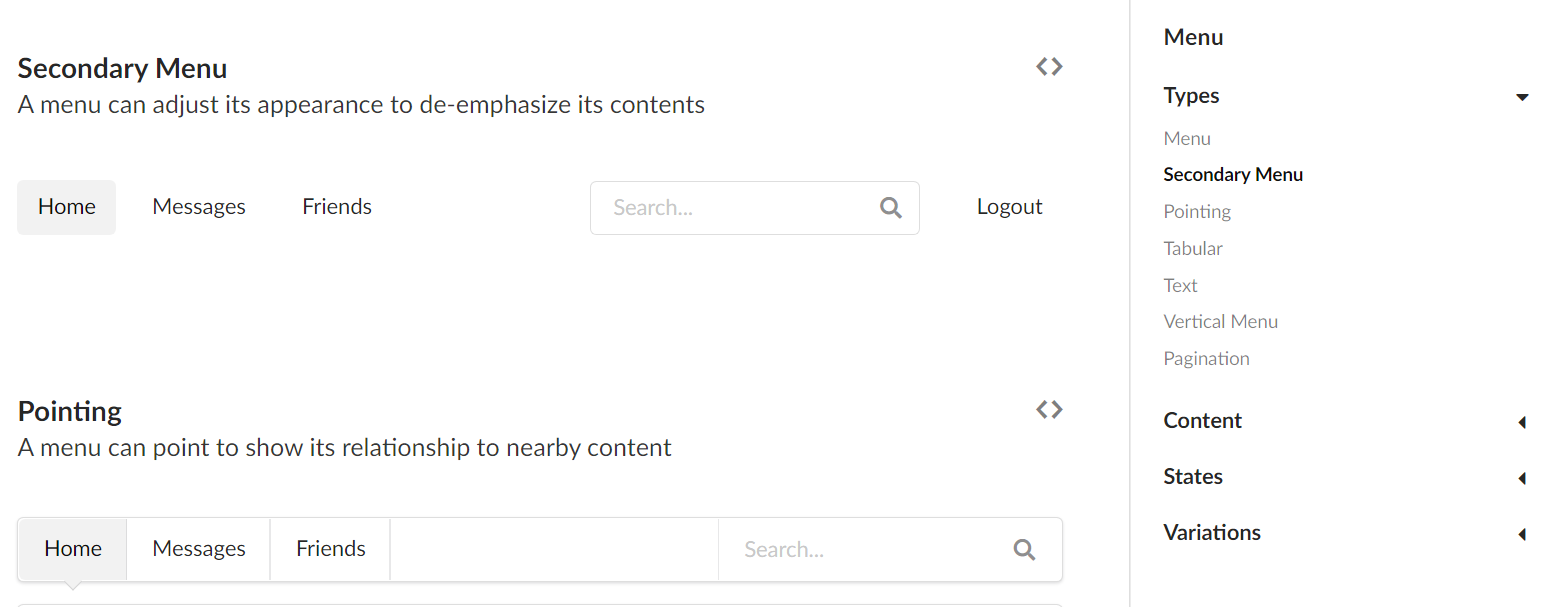 Secondary Menu
A menu can adjust its appearance to de-emphasize its contents
Home Messages Friends Search... Logout
Pointing
A menu can point to show its relationship to nearby content
Home Messages Friends Search...
Menu
Types
Menu
Secondary Menu
Pointing
Tabular
Text
Vertical Menu
Pagination
Content
States
Variations